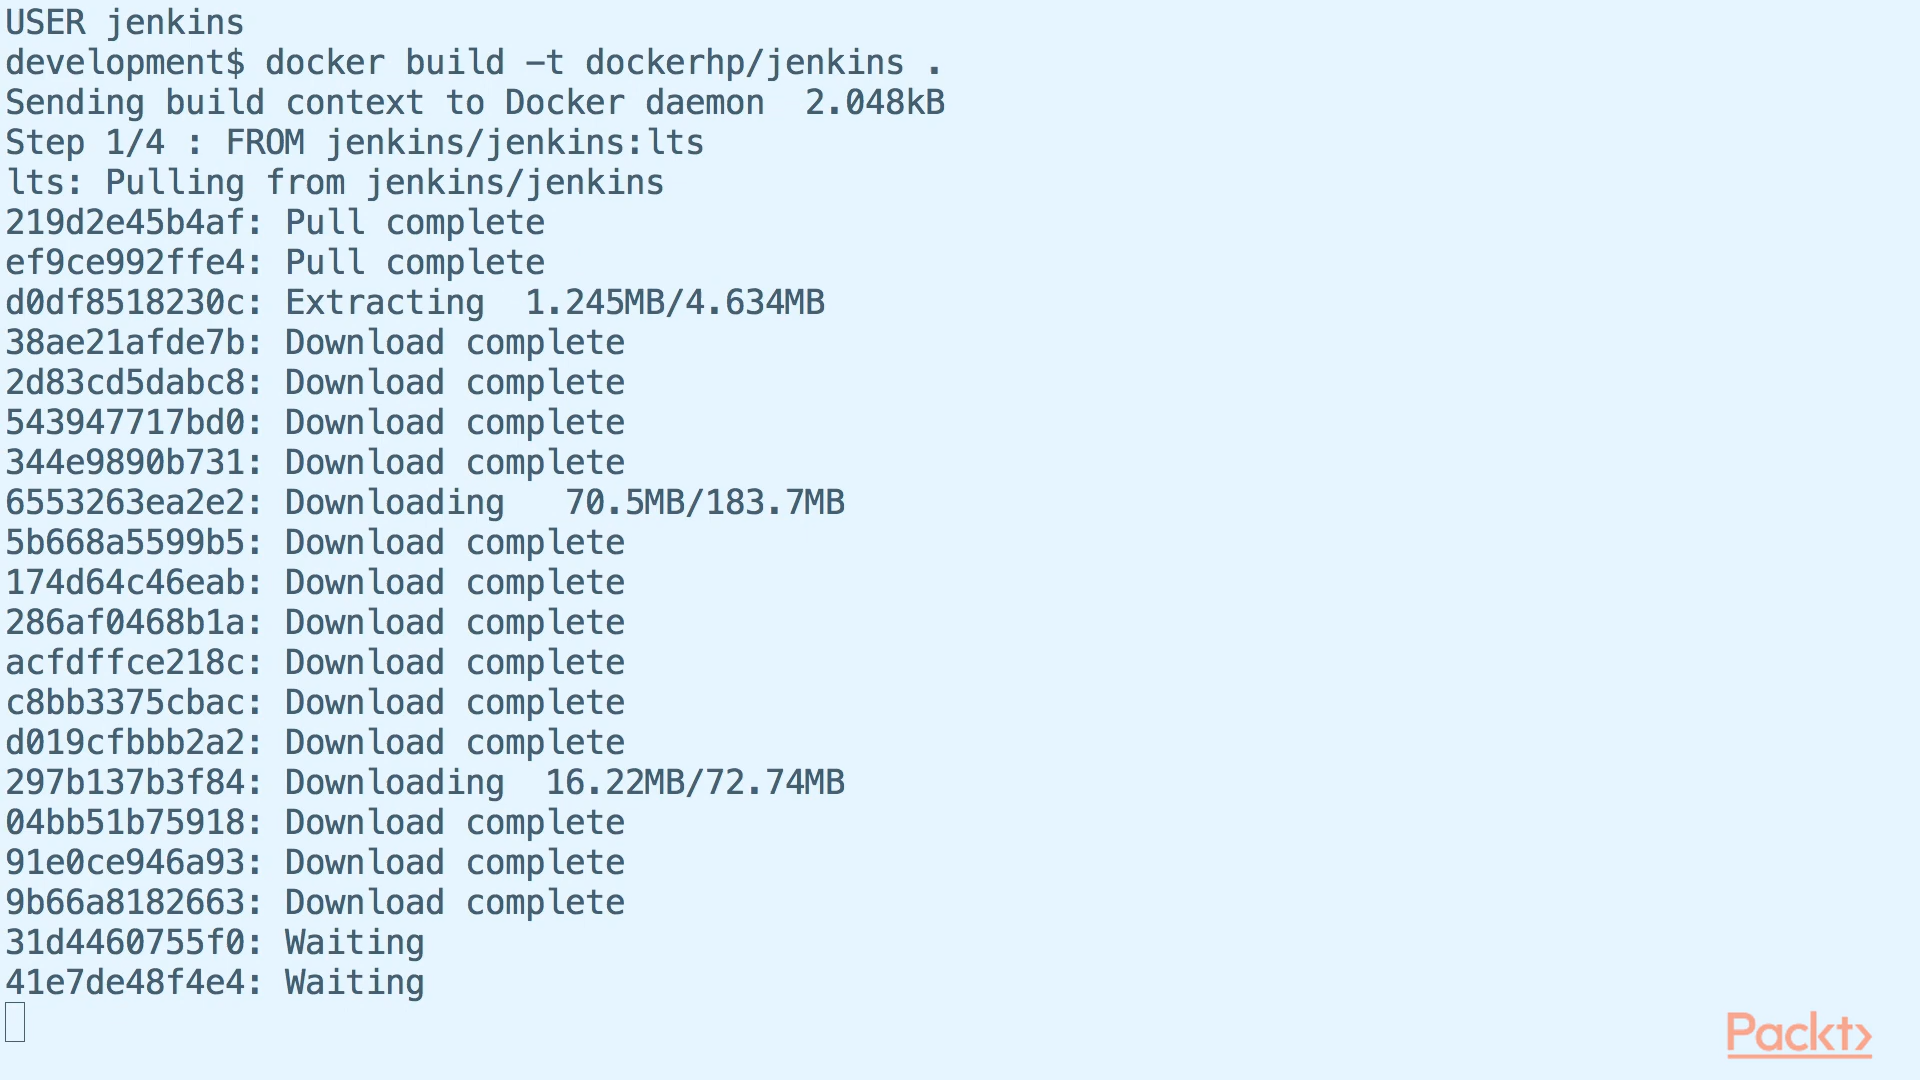 USER jenkins
development$ docker build -t dockerhp/jenkins .
Sending build context to Docker daemon  2.048kB
Step 1/4 : FROM jenkins/jenkins:lts
lts: Pulling from jenkins/jenkins
219d2e45b4af: Pull complete
ef9ce992ffe4: Pull complete
d0df8518230c: Extracting  1.245MB/4.634MB
38ae21afde7b: Download complete
2d83cd5dabc8: Download complete
543947717bd0: Download complete
344e9890b731: Download complete
6553263ea2e2: Downloading   70.5MB/183.7MB
5b668a5599b5: Download complete
174d64c46eab: Download complete
286af0468b1a: Download complete
acfdffce218c: Download complete
c8bb3375cbac: Download complete
d019cfbbb2a2: Download complete
297b137b3f84: Downloading  16.22MB/72.74MB
04bb51b75918: Download complete
91e0ce946a93: Download complete
9b66a8182663: Download complete
31d4460755f0: Waiting
41e7de48f4e4: Waiting
Packt>